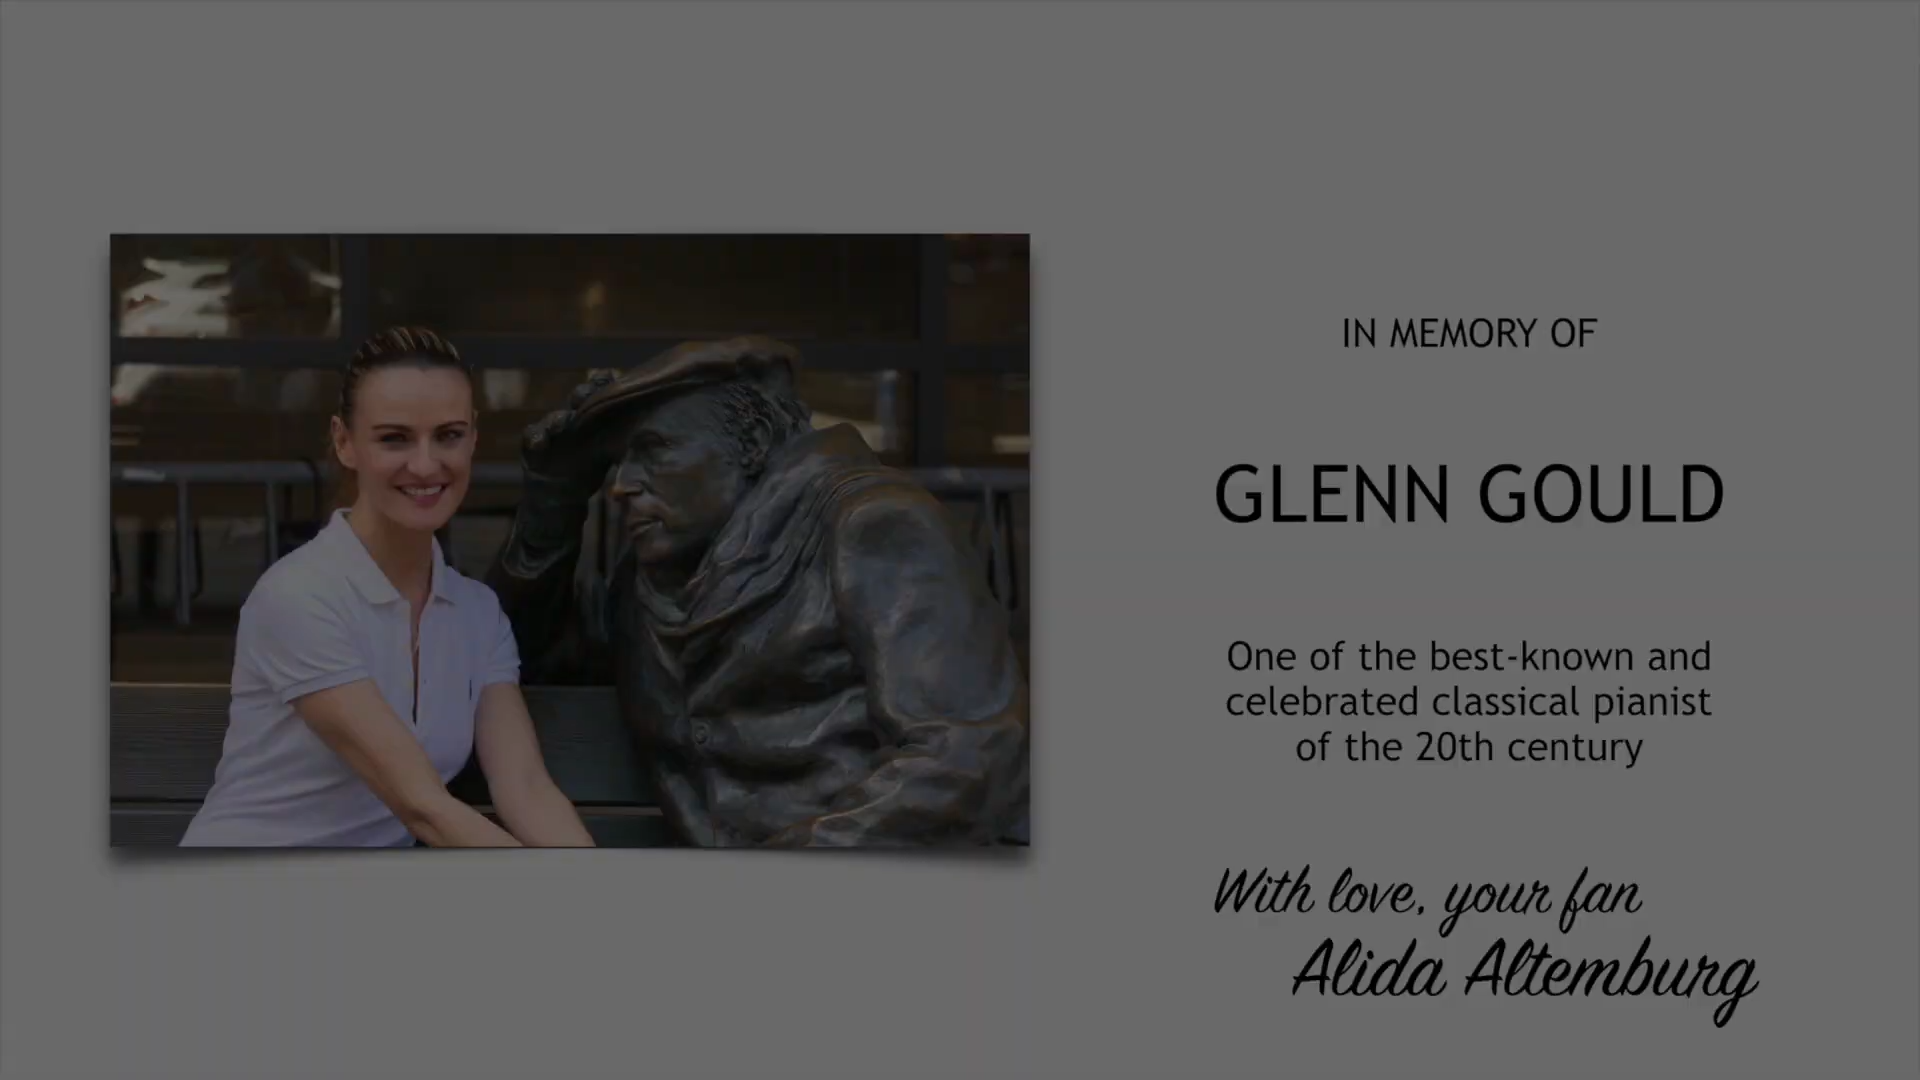 IN MEMORY OF
GLENN GOULD
One of the best-known and
celebrated classical pianist
of the 20th century
With love, your fan
Alida Altemburg